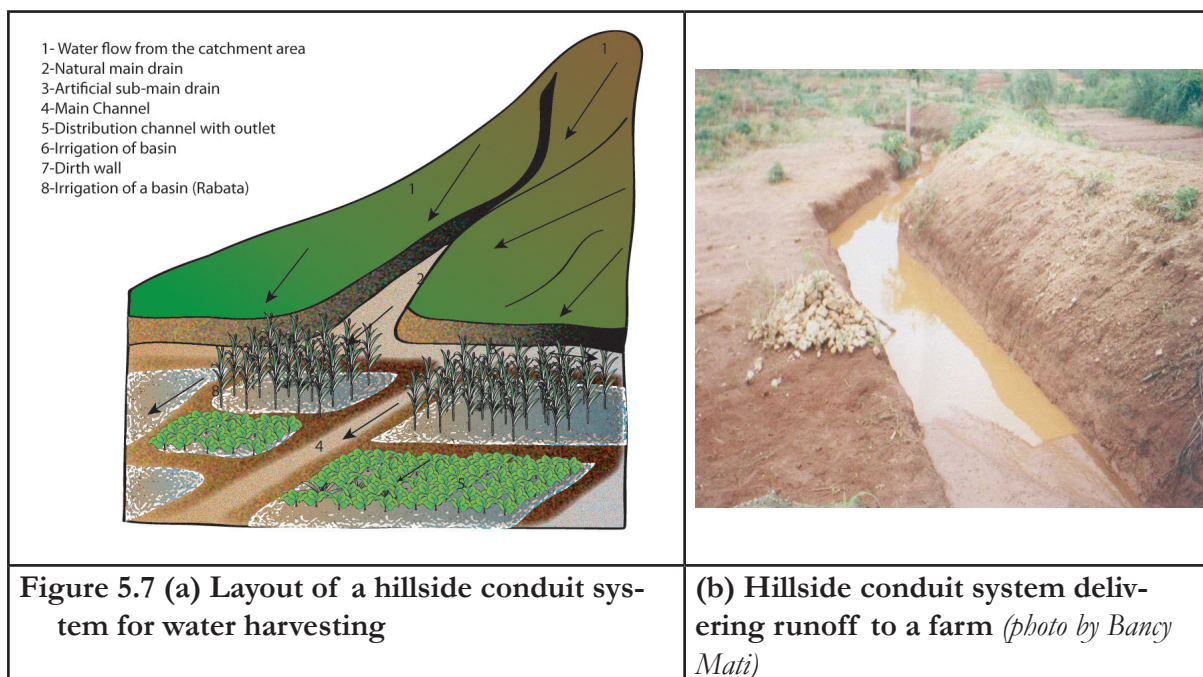 1- Water flow from the catchment area
2-Natural main drain
3-Artificial sub-main drain
4-Main Channel
5-Distribution channel with outlet
6-Irrigation of basin
7-Dirth wall
8-Irrigation of a basin (Rabata)
1
1
2
8
4
5
Figure 5.7 (a) Layout of a hillside conduit sys-
tem for water harvesting
(b) Hillside conduit system deliv-
ering runoff to a farm (photo by Bancy
Mati)